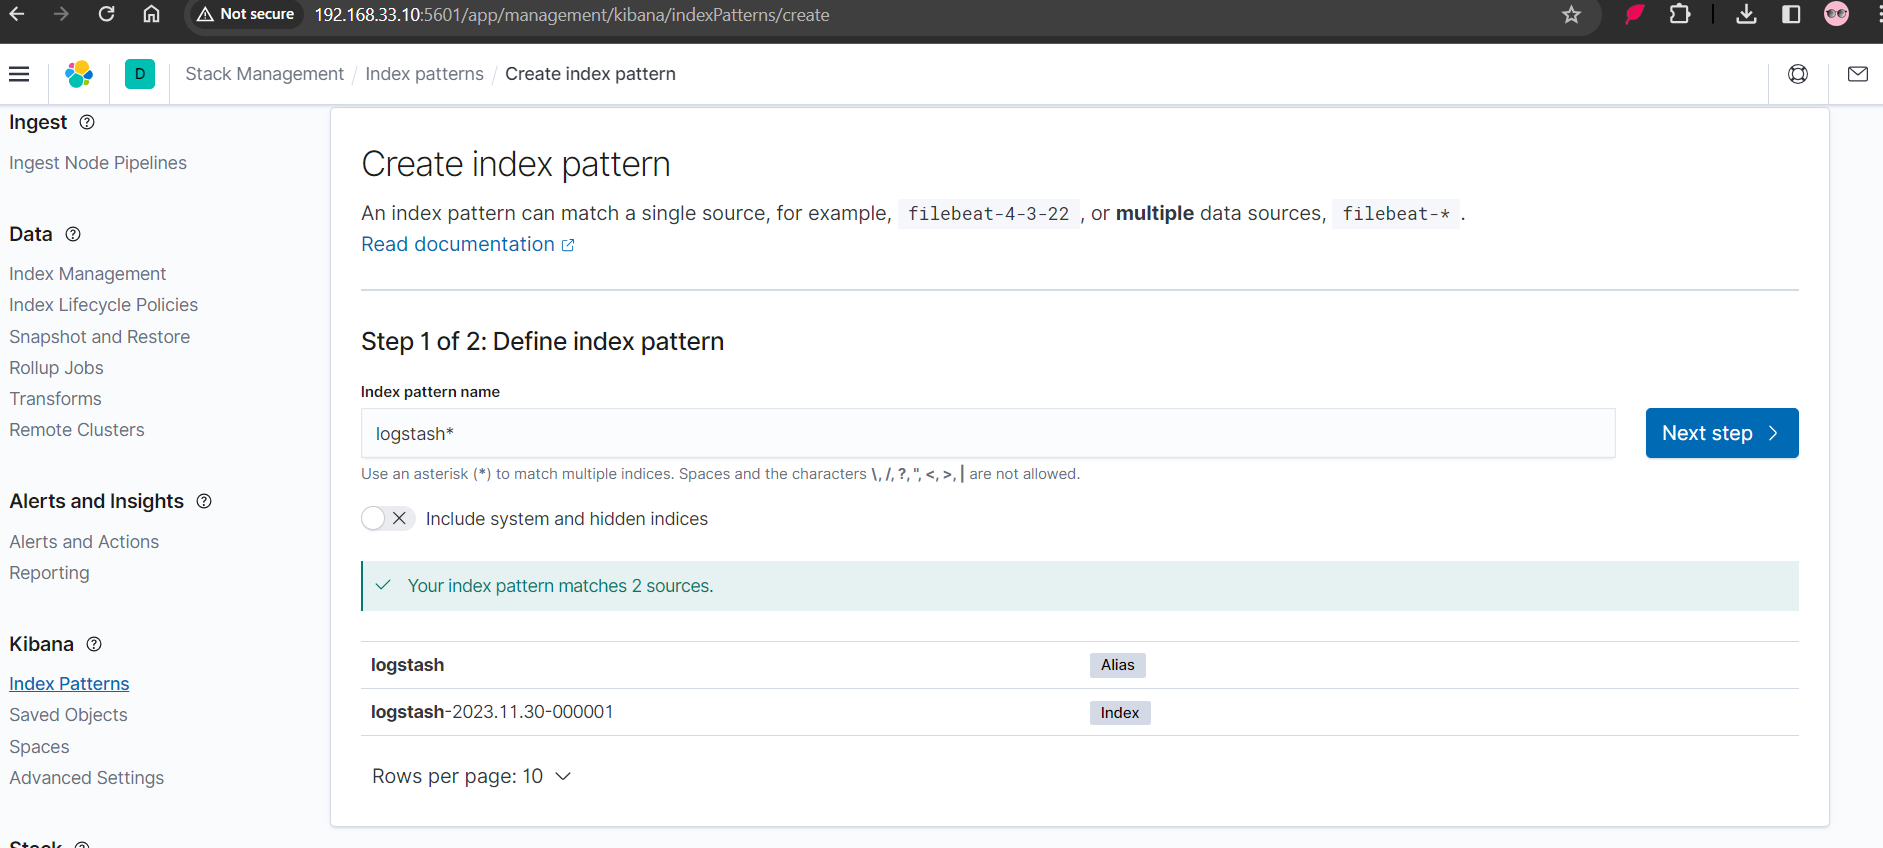 Not secure 192.168.33.10:5601/app/management/kibana/indexPatterns/create
D Stack Management / Index patterns / Create index pattern
Ingest
Ingest Node Pipelines
Data
Index Management
Index Lifecycle Policies
Snapshot and Restore
Rollup Jobs
Transforms
Remote Clusters
Alerts and Insights
Alerts and Actions
Reporting
Kibana
Index Patterns
Saved Objects
Spaces
Advanced Settings
Stack
Create index pattern
An index pattern can match a single source, for example, filebeat-4-3-22 , or multiple data sources, filebeat-* .
Read documentation
Step 1 of 2: Define index pattern
Index pattern name
logstash*
Next step
Use an asterisk (*) to match multiple indices. Spaces and the characters \, /, ?, ", <, >, | are not allowed.
Include system and hidden indices
Your index pattern matches 2 sources.
logstash Alias
logstash-2023.11.30-000001 Index
Rows per page: 10